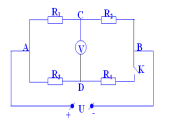 R₁ C R₂
A V B
R₃ R₄ K
D
U
+ -